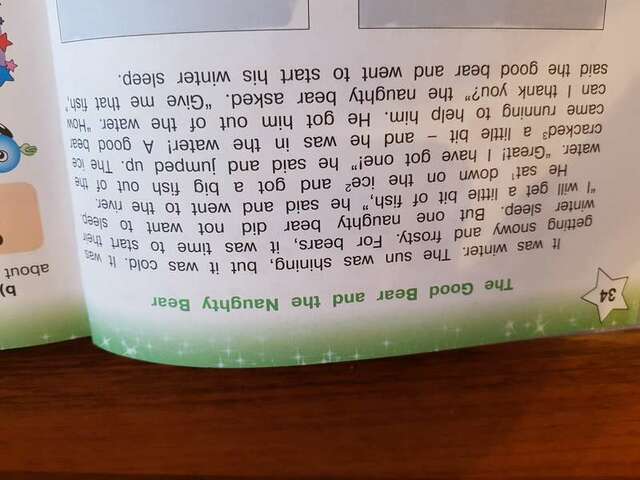 34
The Good Bear and the Naughty Bear
It was winter. The sun was shining, but it was cold. It was
getting snowy and frosty. For bears, it was time to start their
winter sleep. But one naughty bear did not want to sleep.
"I will get a little bit of fish," he said and went to the river.
He sat¹ down on the ice² and got a big fish out of the
water. "Great! I have got one!" he said and jumped up. The ice
cracked³ a little bit – and he was in the water! A good bear
came running to help him. He got him out of the water. "How
can I thank you?" the naughty bear asked. "Give me that fish,"
said the good bear and went to start his winter sleep.
b)
about